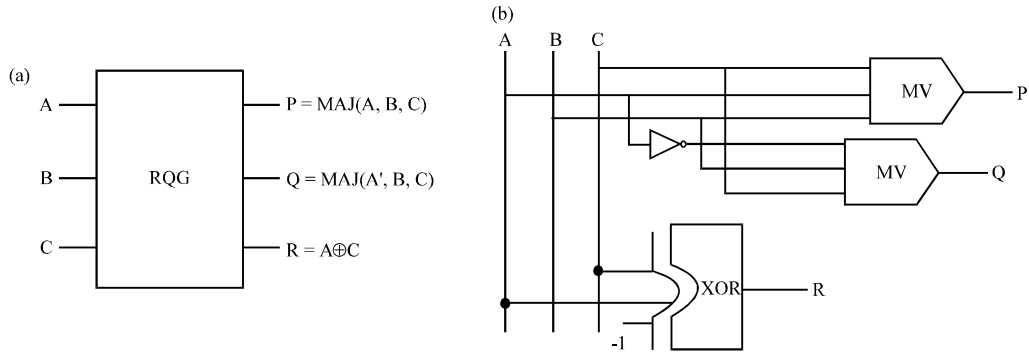 (a)
A
B
C
RQG
P = MAJ(A, B, C)
Q = MAJ(A', B, C)
R = A⊕C
(b)
A B C
MV
P
MV
Q
XOR
R
-1